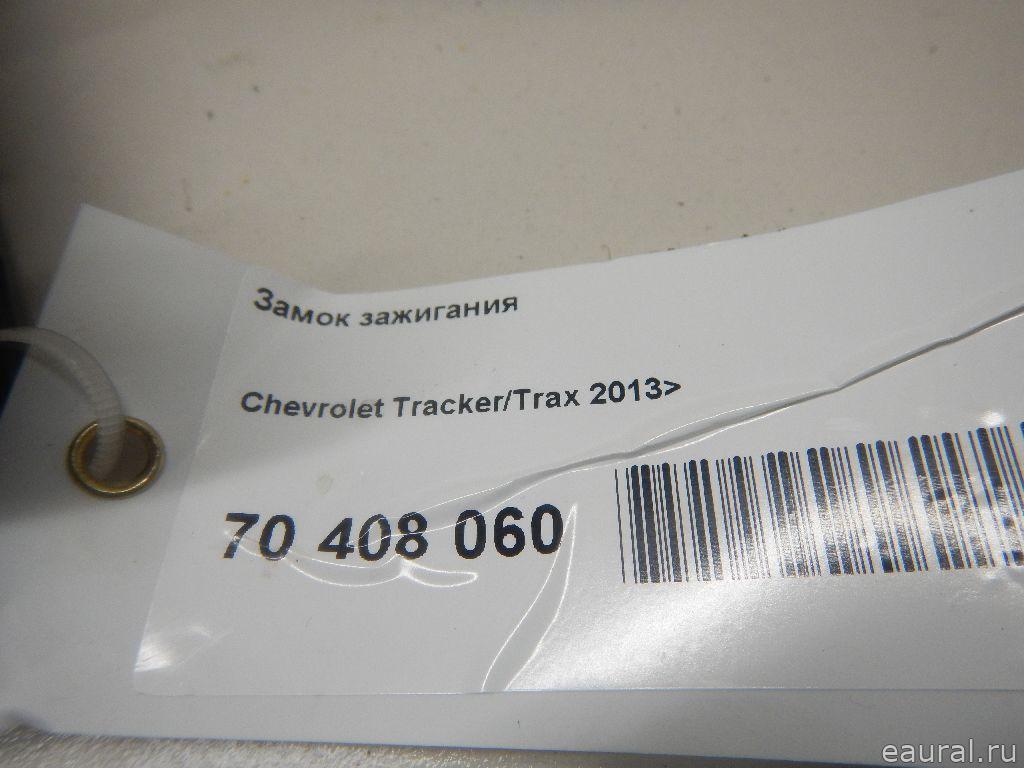 Замок зажигания
Chevrolet Tracker/Trax 2013>
70 408 060
eaural.ru